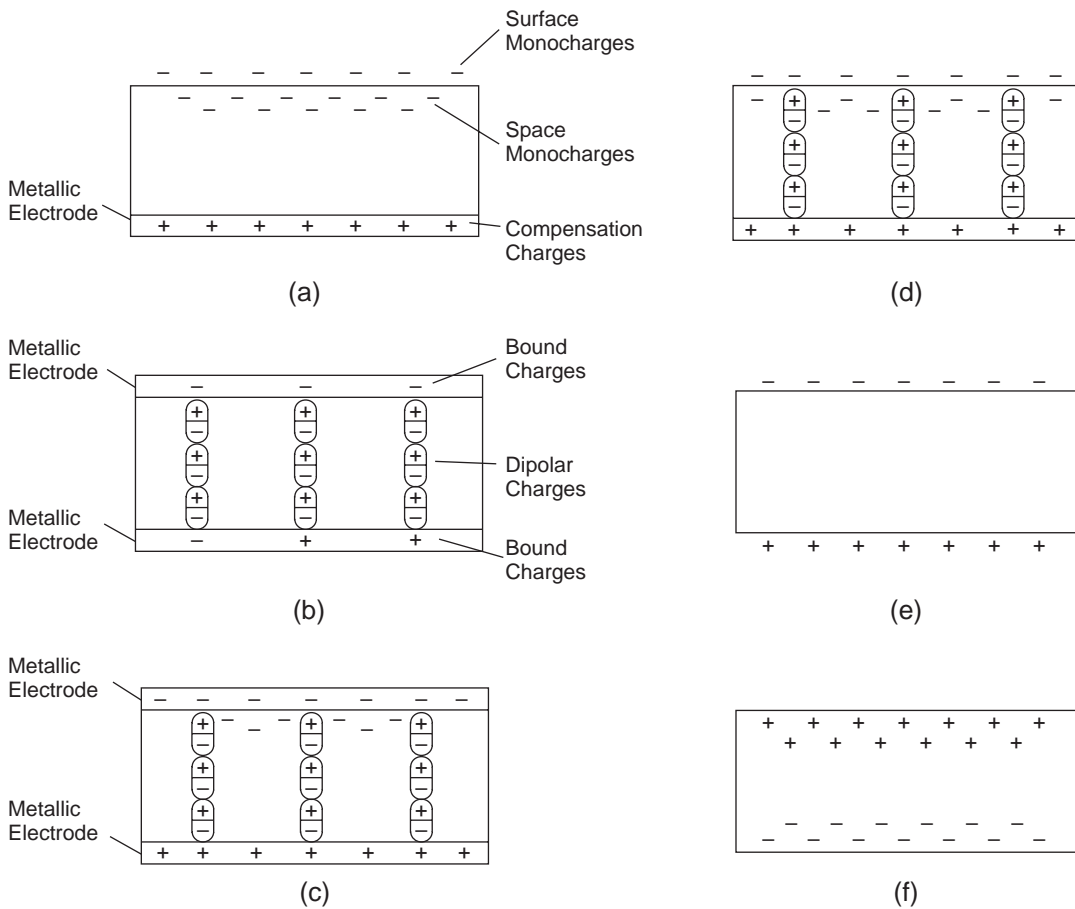 Surface
Monocharges
− − − − − − −
− − − − − −
− − − − −
Space
Monocharges
Metallic
Electrode
+ + + + + + +
Compensation
Charges
(a)
− − − − − −
− − − −
+ + +
− −
− − −
+ + +
− − −
+ + +
− − −
+ + + + + + +
(d)
Metallic
Electrode
Bound
Charges
− − −
+ + +
− − −
+ + +
− − −
Dipolar
Charges
+ + +
− − −
Metallic
Electrode
− + +
Bound
Charges
(b)
− − − − − − −
+ + + + + + +
(e)
Metallic
Electrode
− − − − − − −
+ + +
− − − −
− −
− − −
+ + +
− − −
+ + +
− − −
Metallic
Electrode
+ + + + + + +
(c)
+ + + + + + +
+ + + + + +
− − − − − −
− − − − − − −
(f)